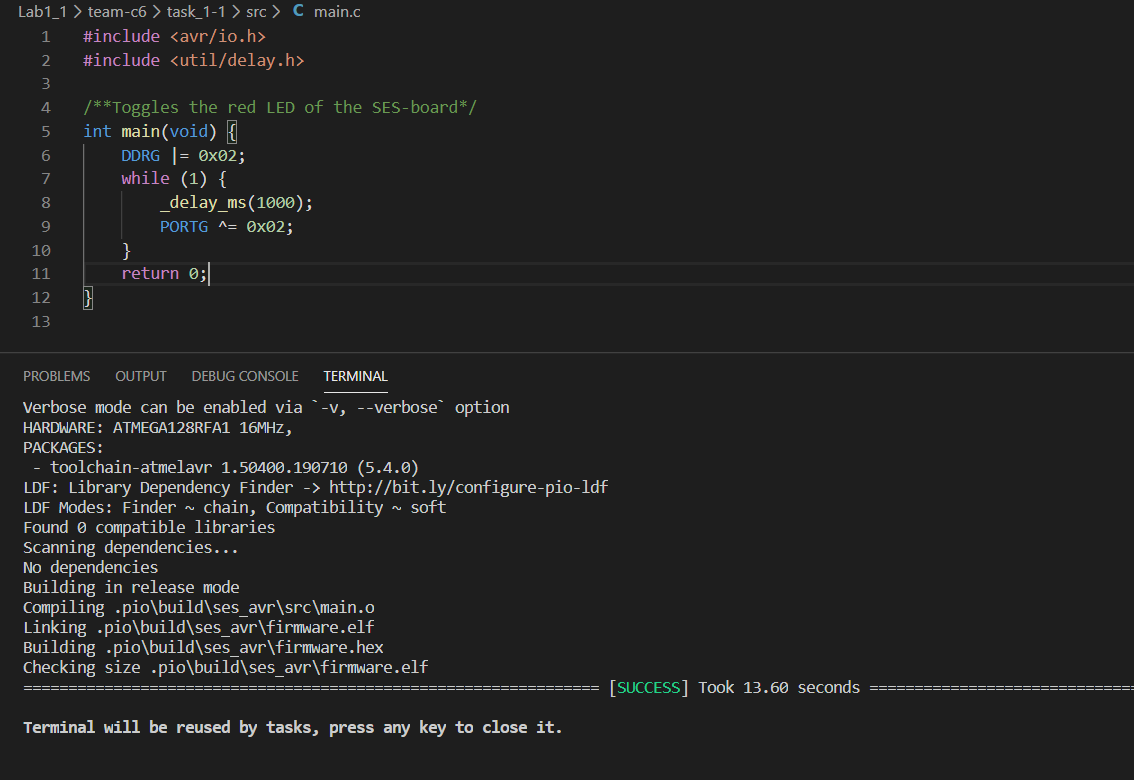 Lab1_1 > team-c6 > task_1-1 > src > C main.c
1 #include <avr/io.h>
2 #include <util/delay.h>
3
4 /**Toggles the red LED of the SES-board*/
5 int main(void) {
6     DDRG |= 0x02;
7     while (1) {
8         _delay_ms(1000);
9         PORTG ^= 0x02;
10     }
11     return 0;
12 }
13
PROBLEMS OUTPUT DEBUG CONSOLE TERMINAL
Verbose mode can be enabled via `-v, --verbose` option
HARDWARE: ATMEGA128RFA1 16MHz,
PACKAGES:
 - toolchain-atmelavr 1.50400.190710 (5.4.0)
LDF: Library Dependency Finder -> http://bit.ly/configure-pio-ldf
LDF Modes: Finder ~ chain, Compatibility ~ soft
Found 0 compatible libraries
Scanning dependencies...
No dependencies
Building in release mode
Compiling .pio\build\ses_avr\src\main.o
Linking .pio\build\ses_avr\firmware.elf
Building .pio\build\ses_avr\firmware.hex
Checking size .pio\build\ses_avr\firmware.elf
================================================================ [SUCCESS] Took 13.60 seconds ==============================
Terminal will be reused by tasks, press any key to close it.